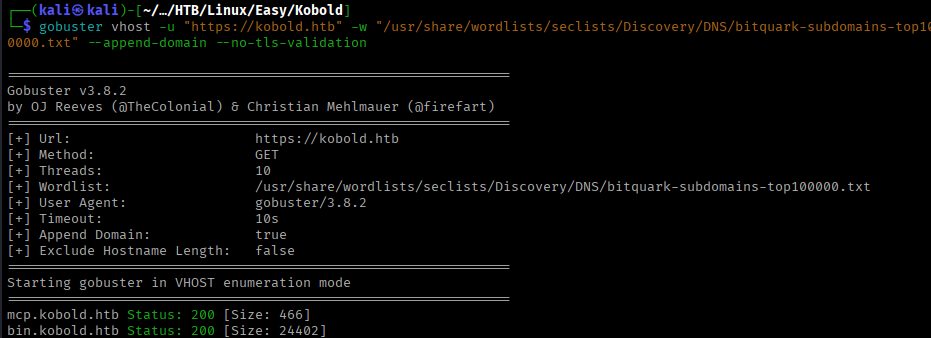 ┌──(kali㉿kali)-[~/…/HTB/Linux/Easy/Kobold]
└─$ gobuster vhost -u "https://kobold.htb" -w "/usr/share/wordlists/seclists/Discovery/DNS/bitquark-subdomains-top10
0000.txt" --append-domain --no-tls-validation
===============================================================
Gobuster v3.8.2
by OJ Reeves (@TheColonial) & Christian Mehlmauer (@firefart)
===============================================================
[+] Url: https://kobold.htb
[+] Method: GET
[+] Threads: 10
[+] Wordlist: /usr/share/wordlists/seclists/Discovery/DNS/bitquark-subdomains-top100000.txt
[+] User Agent: gobuster/3.8.2
[+] Timeout: 10s
[+] Append Domain: true
[+] Exclude Hostname Length: false
===============================================================
Starting gobuster in VHOST enumeration mode
===============================================================
mcp.kobold.htb Status: 200 [Size: 466]
bin.kobold.htb Status: 200 [Size: 24402]